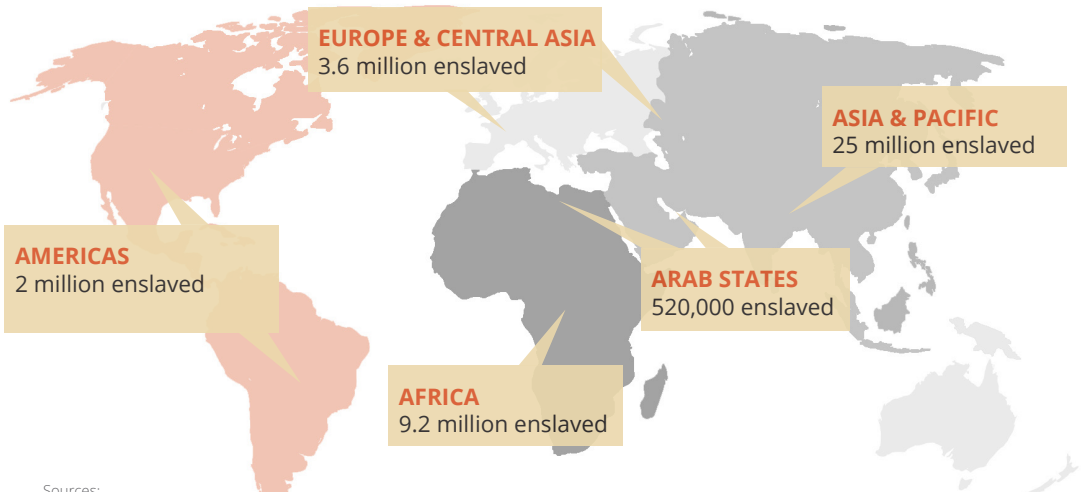 EUROPE & CENTRAL ASIA
3.6 million enslaved
ASIA & PACIFIC
25 million enslaved
AMERICAS
2 million enslaved
ARAB STATES
520,000 enslaved
AFRICA
9.2 million enslaved
Sources: